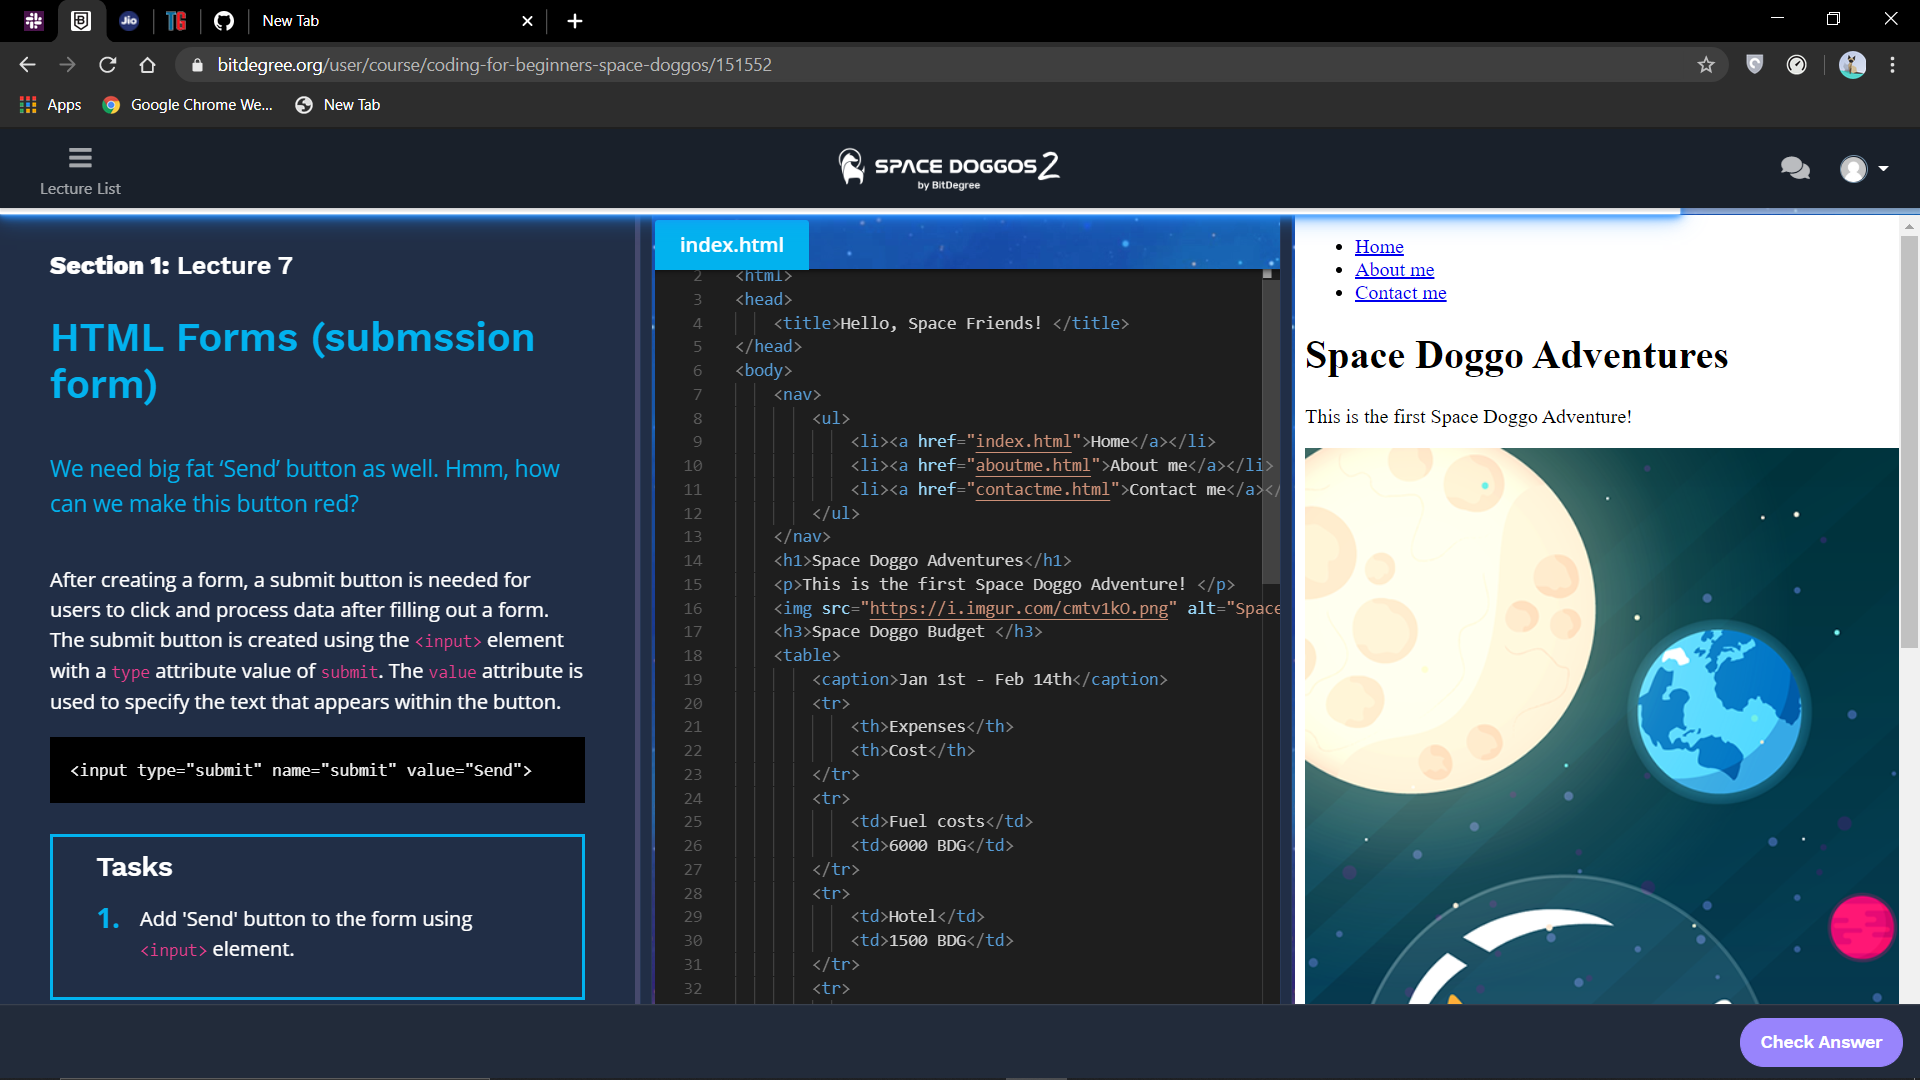 Jio
TG
New Tab
bitdegree.org/user/course/coding-for-beginners-space-doggos/151552
Apps
Google Chrome We...
New Tab
Lecture List
SPACE DOGGOS 2
by BitDegree
Section 1: Lecture 7
HTML Forms (submssion
form)
We need big fat ‘Send’ button as well. Hmm, how
can we make this button red?
After creating a form, a submit button is needed for
users to click and process data after filling out a form.
The submit button is created using the <input> element
with a type attribute value of submit. The value attribute is
used to specify the text that appears within the button.
<input type="submit" name="submit" value="Send">
Tasks
1. Add 'Send' button to the form using
<input> element.
index.html
2 <html>
3 <head>
4 <title>Hello, Space Friends! </title>
5 </head>
6 <body>
7 <nav>
8 <ul>
9 <li><a href="index.html">Home</a></li>
10 <li><a href="aboutme.html">About me</a></li>
11 <li><a href="contactme.html">Contact me</a></
12 </ul>
13 </nav>
14 <h1>Space Doggo Adventures</h1>
15 <p>This is the first Space Doggo Adventure! </p>
16 <img src="https://i.imgur.com/cmtv1kO.png" alt="Space
17 <h3>Space Doggo Budget </h3>
18 <table>
19 <caption>Jan 1st - Feb 14th</caption>
20 <tr>
21 <th>Expenses</th>
22 <th>Cost</th>
23 </tr>
24 <tr>
25 <td>Fuel costs</td>
26 <td>6000 BDG</td>
27 </tr>
28 <tr>
29 <td>Hotel</td>
30 <td>1500 BDG</td>
31 </tr>
32 <tr>
Home
About me
Contact me
Space Doggo Adventures
This is the first Space Doggo Adventure!
Check Answer